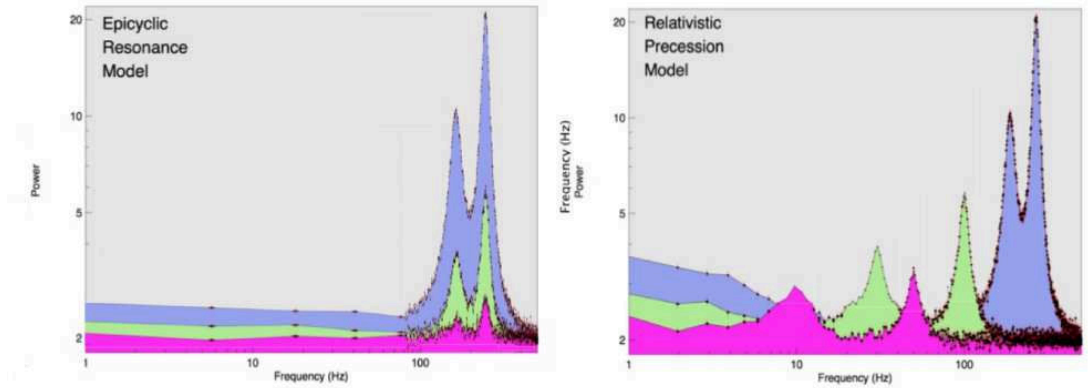 Epicyclic
Resonance
Model
20
10
5
2
Power
1
10
100
Frequency (Hz)
Relativistic
Precession
Model
20
10
5
2
Frequency (Hz)
Power
1
10
100
Frequency (Hz)